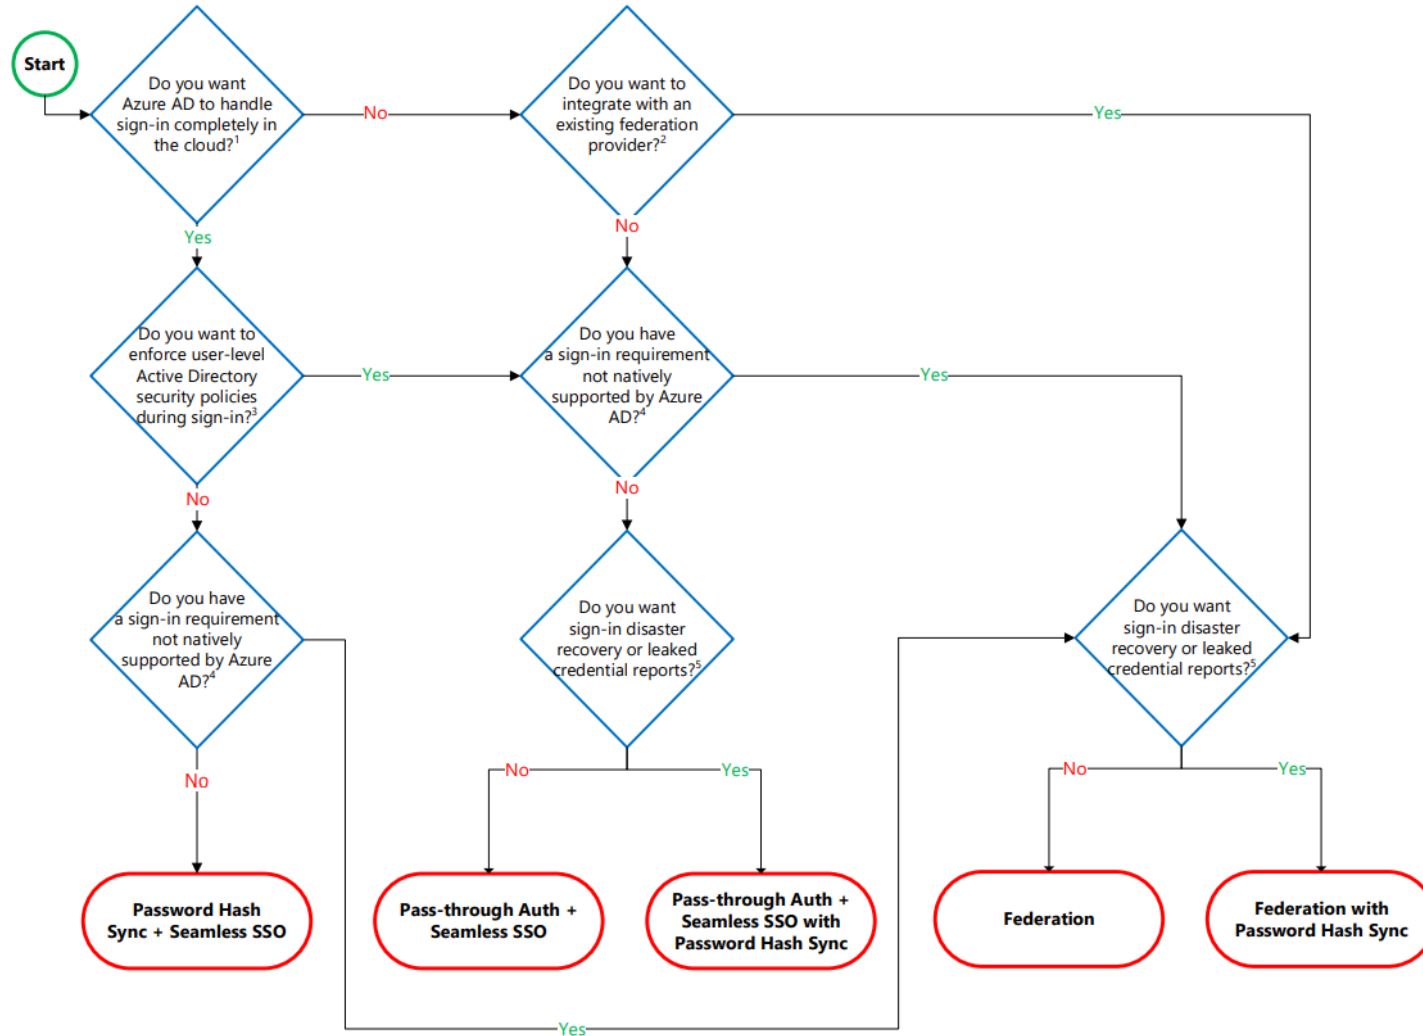 Start
Do you want
Azure AD to handle
sign-in completely in
the cloud?¹
No
Do you want to
integrate with an
existing federation
provider?²
Yes
Yes
No
Do you want to
enforce user-level
Active Directory
security policies
during sign-in?³
Yes
Do you have
a sign-in requirement
not natively
supported by Azure
AD?⁴
Yes
No
No
Do you have
a sign-in requirement
not natively
supported by Azure
AD?⁴
Do you want
sign-in disaster
recovery or leaked
credential reports?⁵
Do you want
sign-in disaster
recovery or leaked
credential reports?⁵
No
No
Yes
No
Yes
Password Hash
Sync + Seamless SSO
Pass-through Auth +
Seamless SSO
Pass-through Auth +
Seamless SSO with
Password Hash Sync
Federation
Federation with
Password Hash Sync
Yes